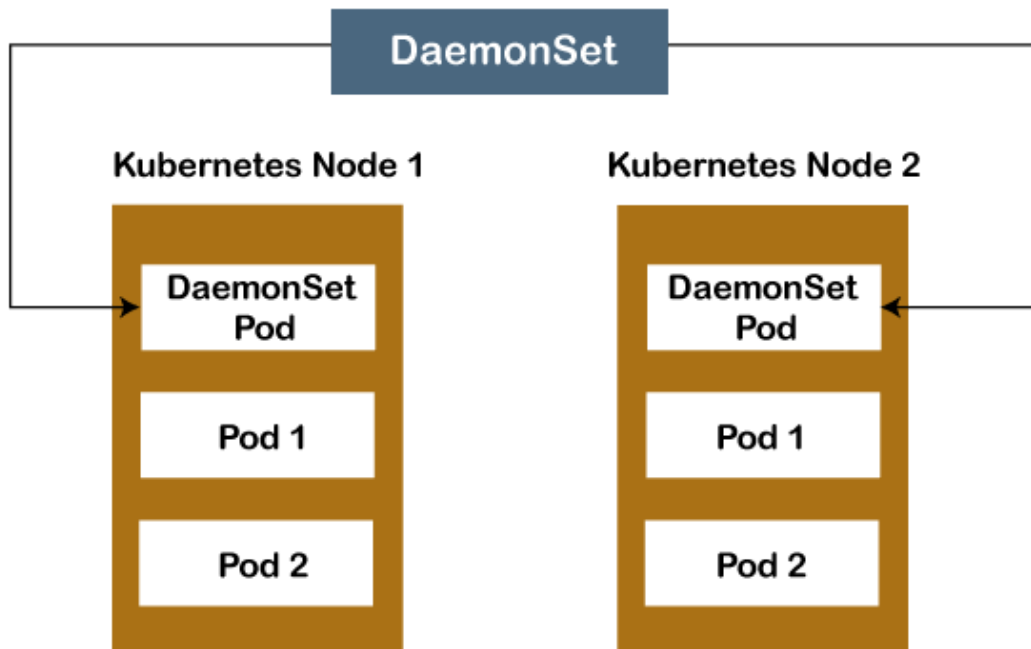 DaemonSet
Kubernetes Node 1
Kubernetes Node 2
DaemonSet
Pod
Pod 1
Pod 2
DaemonSet
Pod
Pod 1
Pod 2